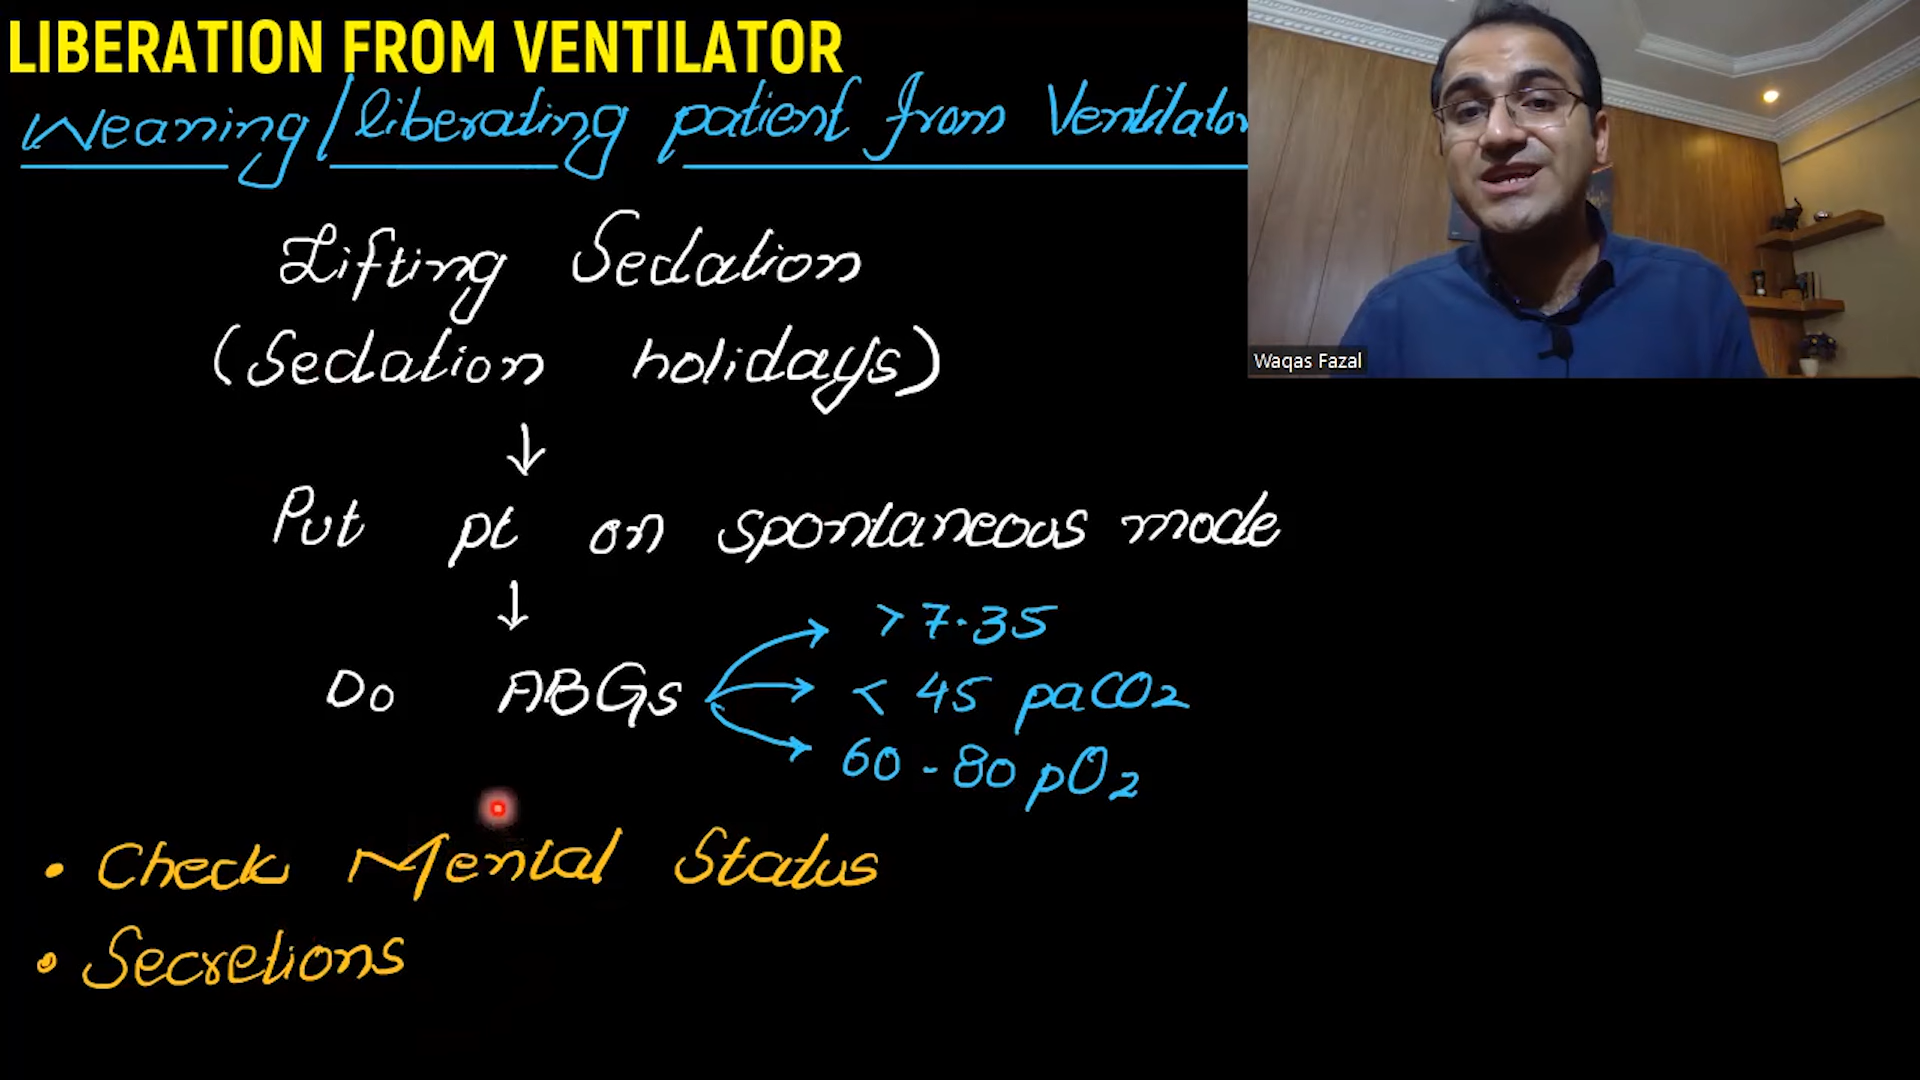 LIBERATION FROM VENTILATOR
Weaning/liberating patient from Ventilator
Lifting Sedation
(Sedation holidays)
↓
Put pt on spontaneous mode
↓
Do ABGs
> 7.35
< 45 paCO2
60 - 80 pO2
• Check Mental Status
• Secretions
Waqas Fazal